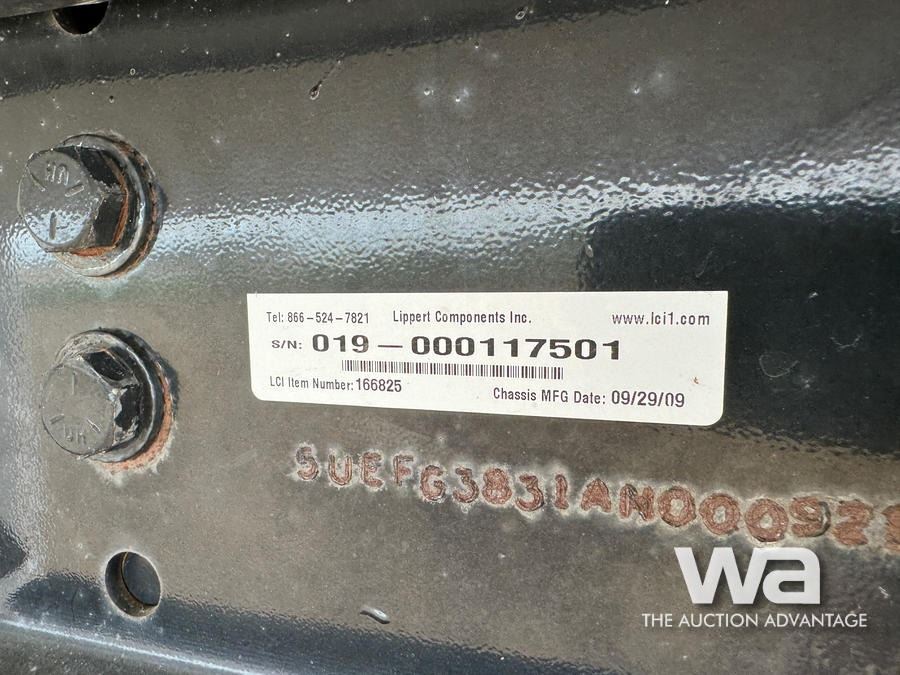 Tel: 866-524-7821 Lippert Components Inc. www.lci1.com
S/N: 019-000117501
LCI Item Number: 166825 Chassis MFG Date: 09/29/09
5UEFG3831AN000928
wa
THE AUCTION ADVANTAGE